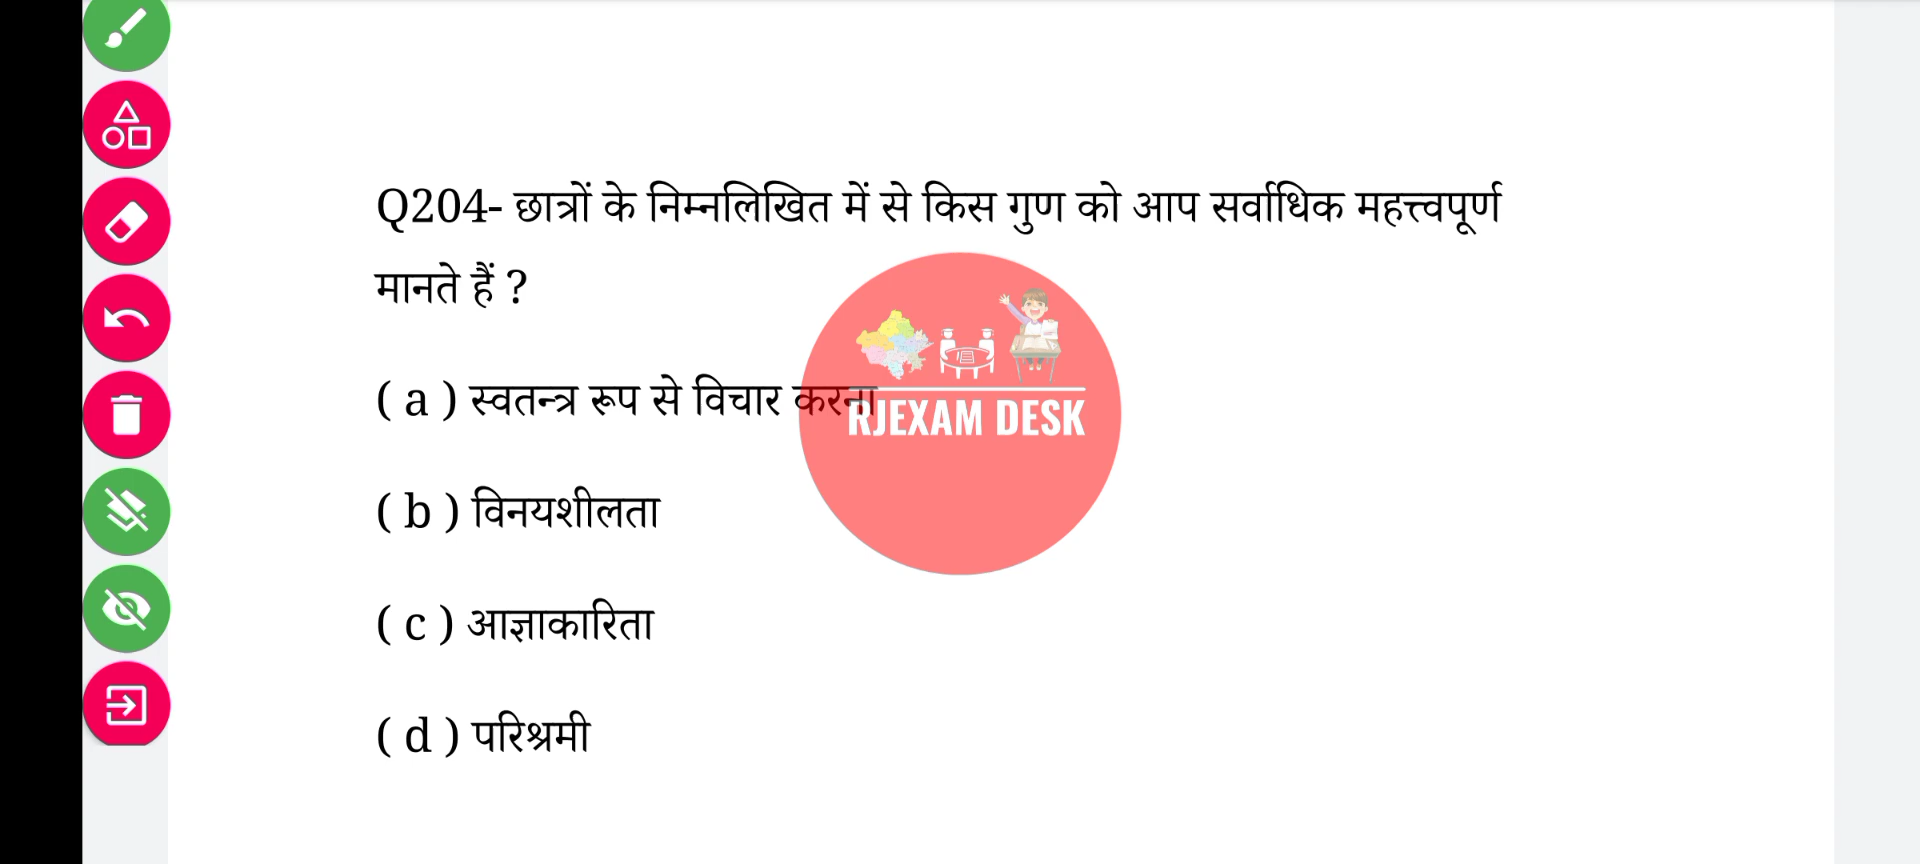 Q204- छात्रों के निम्नलिखित में से किस गुण को आप सर्वाधिक महत्त्वपूर्ण
मानते हैं ?
( a ) स्वतन्त्र रूप से विचार करना
RJEXAM DESK
( b ) विनयशीलता
( c ) आज्ञाकारिता
( d ) परिश्रमी